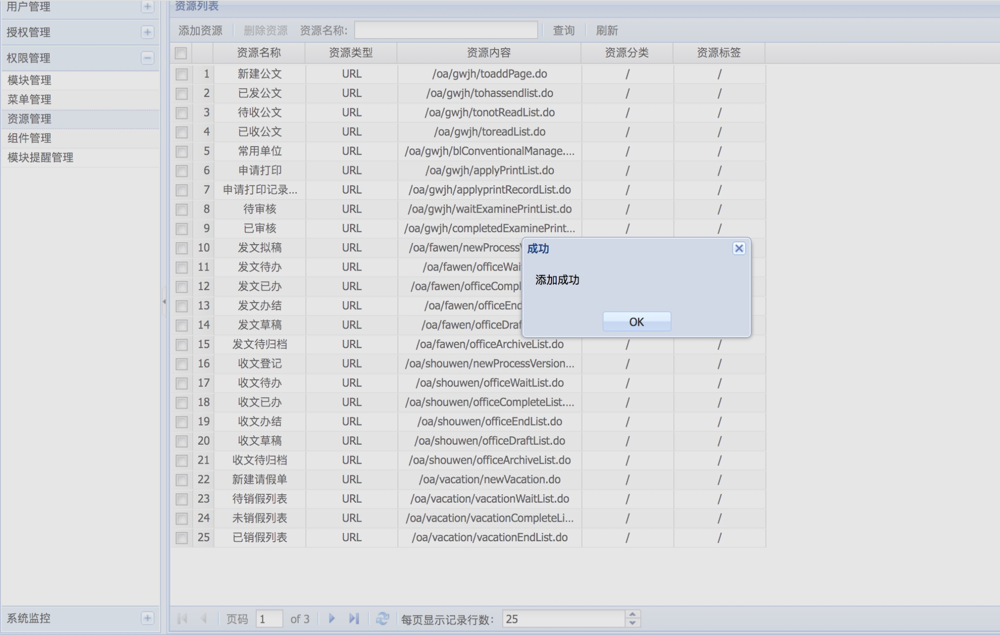 用户管理
授权管理
权限管理
模块管理
菜单管理
资源管理
组件管理
模块提醒管理
系统监控
资源列表
添加资源 删除资源 资源名称: 查询 刷新
资源名称 资源类型 资源内容 资源分类 资源标签
1 新建公文 URL /oa/gwjh/toaddPage.do / /
2 已发公文 URL /oa/gwjh/tohassendlist.do / /
3 待收公文 URL /oa/gwjh/tonotReadList.do / /
4 已收公文 URL /oa/gwjh/toreadList.do / /
5 常用单位 URL /oa/gwjh/blConventionalManage.... / /
6 申请打印 URL /oa/gwjh/applyPrintList.do / /
7 申请打印记录... URL /oa/gwjh/applyprintRecordList.do / /
8 待审核 URL /oa/gwjh/waitExaminePrintList.do / /
9 已审核 URL /oa/gwjh/completedExaminePrint... / /
10 发文拟稿 URL /oa/fawen/newProcess
11 发文待办 URL /oa/fawen/officeWai
12 发文已办 URL /oa/fawen/officeCompl
13 发文办结 URL /oa/fawen/officeEnd
14 发文草稿 URL /oa/fawen/officeDraf
15 发文待归档 URL /oa/fawen/officeArchiveList.do / /
16 收文登记 URL /oa/shouwen/newProcessVersion... / /
17 收文待办 URL /oa/shouwen/officeWaitList.do / /
18 收文已办 URL /oa/shouwen/officeCompleteList.... / /
19 收文办结 URL /oa/shouwen/officeEndList.do / /
20 收文草稿 URL /oa/shouwen/officeDraftList.do / /
21 收文待归档 URL /oa/shouwen/officeArchiveList.do / /
22 新建请假单 URL /oa/vacation/newVacation.do / /
23 待销假列表 URL /oa/vacation/vacationWaitList.do / /
24 未销假列表 URL /oa/vacation/vacationCompleteLi... / /
25 已销假列表 URL /oa/vacation/vacationEndList.do / /
成功
添加成功
OK
页码 1 of 3 每页显示记录行数: 25